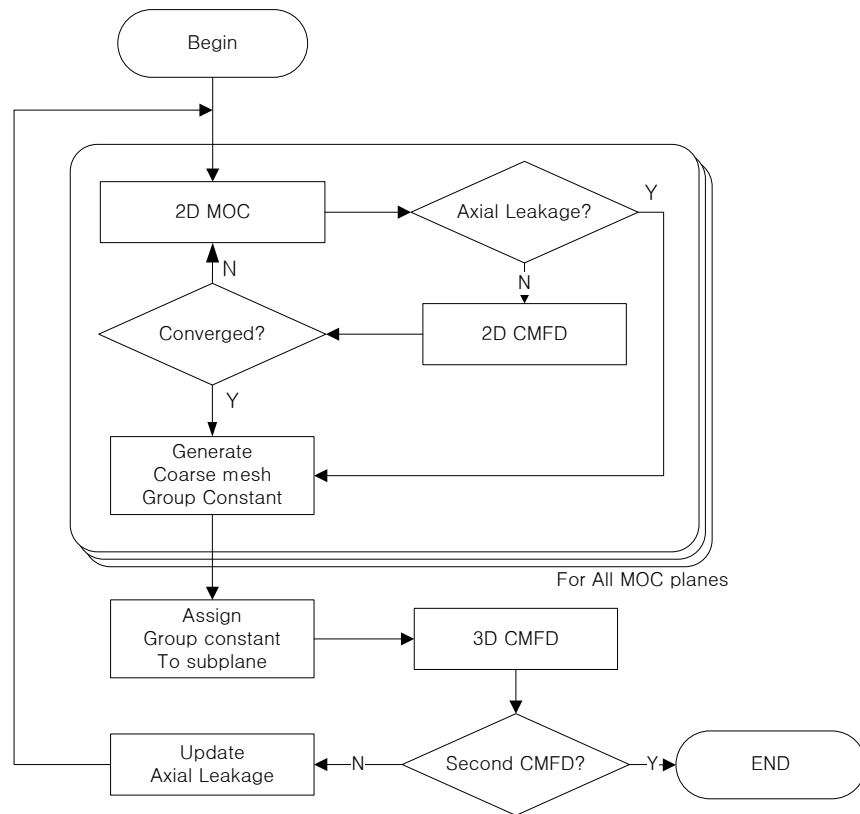 Begin
2D MOC
Axial Leakage?
Y
N
N
Converged?
2D CMFD
Y
Generate
Coarse mesh
Group Constant
For All MOC planes
Assign
Group constant
To subplane
3D CMFD
Update
Axial Leakage
N
Second CMFD?
Y
END